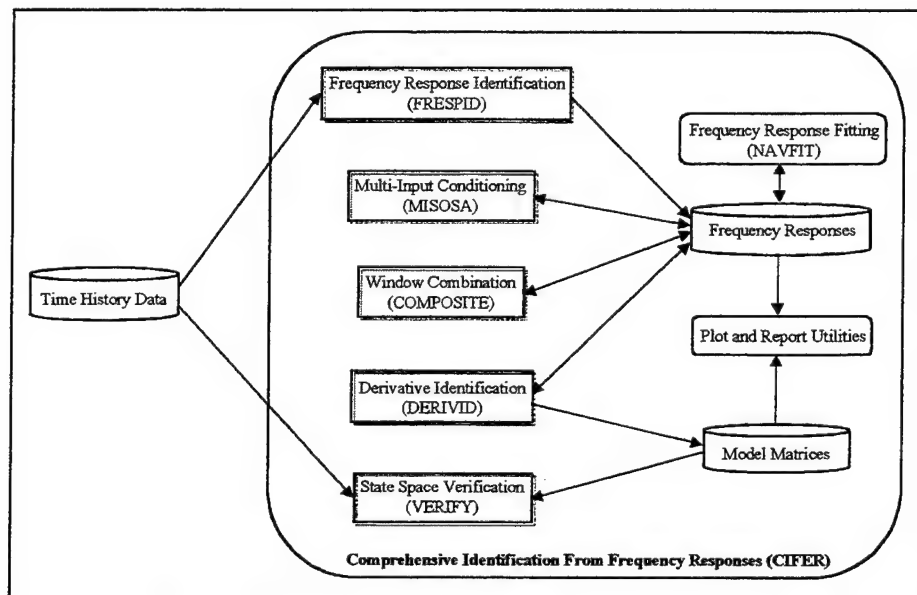 Frequency Response Identification
(FRESPID)
Frequency Response Fitting
(NAVFIT)
Multi-Input Conditioning
(MISOSA)
Frequency Responses
Window Combination
(COMPOSITE)
Time History Data
Plot and Report Utilities
Derivative Identification
(DERIVID)
Model Matrices
State Space Verification
(VERIFY)
Comprehensive Identification From Frequency Responses (CIFER)